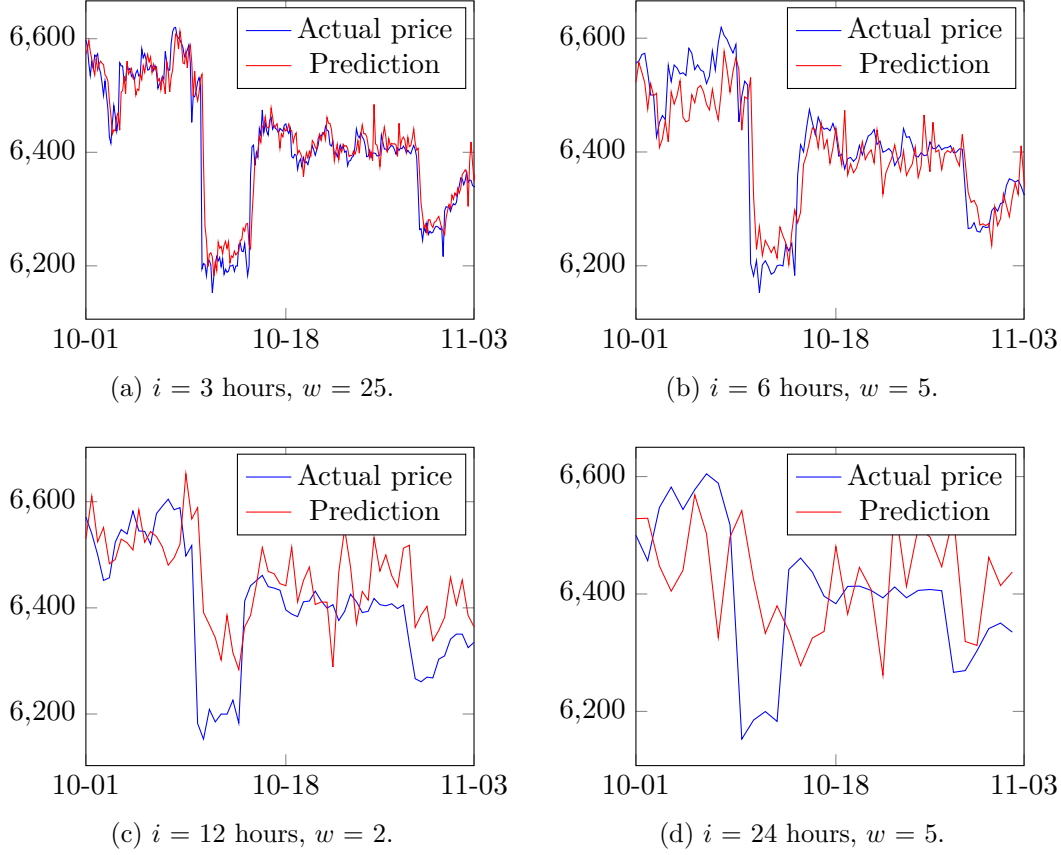 6,600
6,400
6,200
10-01 10-18 11-03
Actual price
Prediction
(a) i = 3 hours, w = 25.
6,600
6,400
6,200
10-01 10-18 11-03
Actual price
Prediction
(b) i = 6 hours, w = 5.
6,600
6,400
6,200
10-01 10-18 11-03
Actual price
Prediction
(c) i = 12 hours, w = 2.
6,600
6,400
6,200
10-01 10-18 11-03
Actual price
Prediction
(d) i = 24 hours, w = 5.